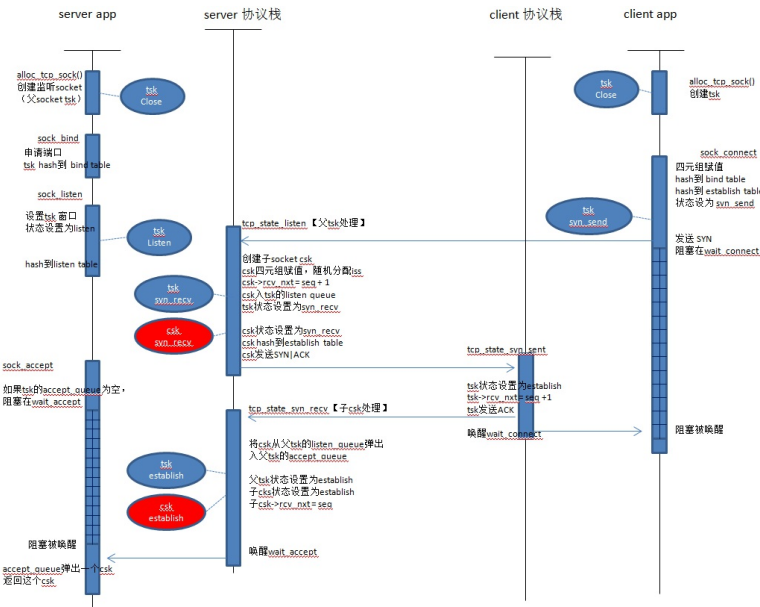 server app
server 协议栈
client 协议栈
client app
alloc_tcp_sock()
创建监听socket
（父socket tsk）
tsk
Close
tsk
Close
alloc_tcp_sock()
创建tsk
sock_bind
申请端口
tsk hash到 bind table
sock_connect
四元组赋值
hash到 bind table
hash到 establish table
状态设为 syn_send
tsk
syn_send
sock_listen
设置tsk 窗口
状态设置为listen
hash到listen table
tsk
Listen
tcp_state_listen【父tsk处理】
发送 SYN
阻塞在wait_connect
创建子socket csk
csk四元组赋值，随机分配iss
csk->rcv_nxt=seq+1
csk入tsk的listen queue
tsk状态设置为syn_recv
tsk
syn_recv
csk
syn_recv
csk状态设置为syn_recv
csk hash到establish table
csk发送SYN|ACK
tcp_state_syn_sent
tsk状态设置为establish
tsk->rcv_nxt=seq+1
tsk发送ACK
唤醒wait_connect
阻塞被唤醒
sock_accept
如果tsk的accept_queue为空，
阻塞在wait_accept
tcp_state_syn_recv【子csk处理】
将csk从父tsk的listen_queue弹出
入父tsk的accept_queue
tsk
establish
csk
establish
父tsk状态设置为establish
子cks状态设置为establish
子csk->rcv_nxt=seq
唤醒wait_accept
阻塞被唤醒
accept_queue弹出一个csk
返回这个csk